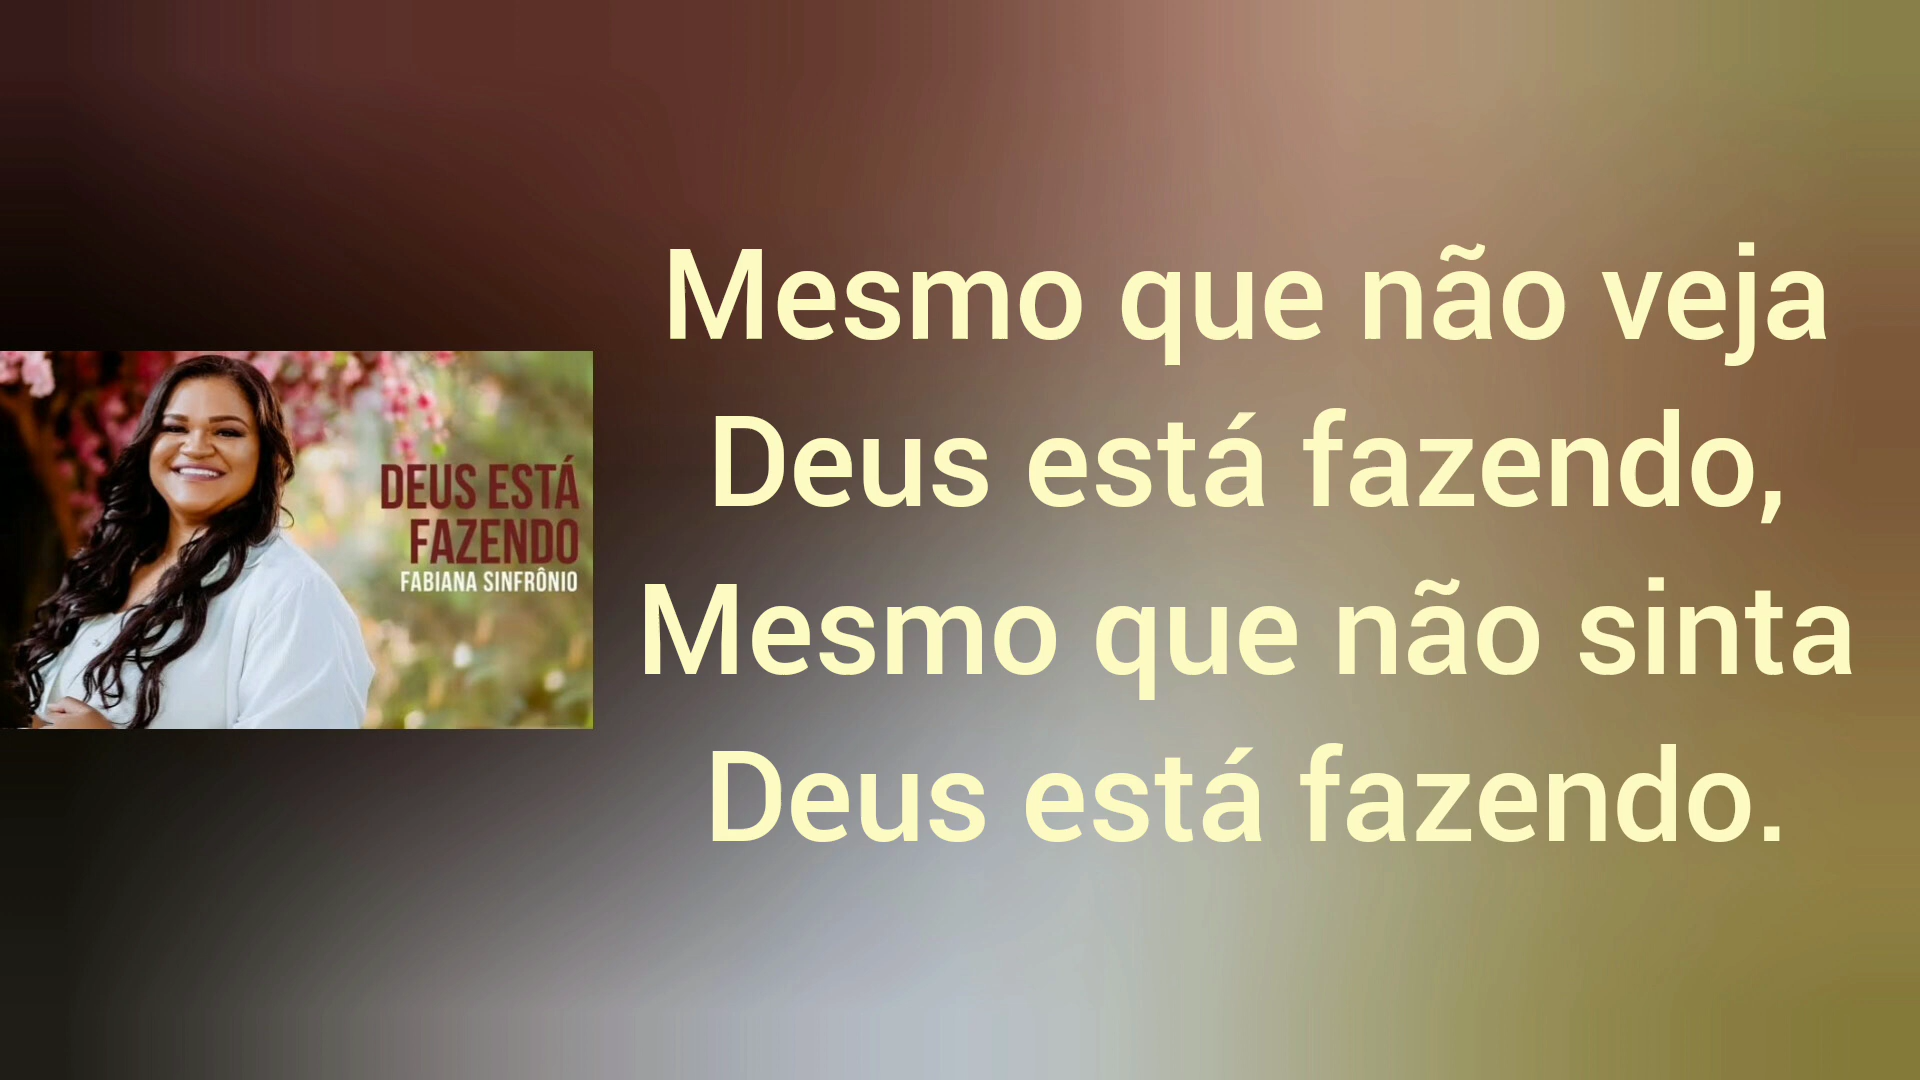 DEUS ESTÁ
FAZENDO
FABIANA SINFRÔNIO
Mesmo que não veja
Deus está fazendo,
Mesmo que não sinta
Deus está fazendo.